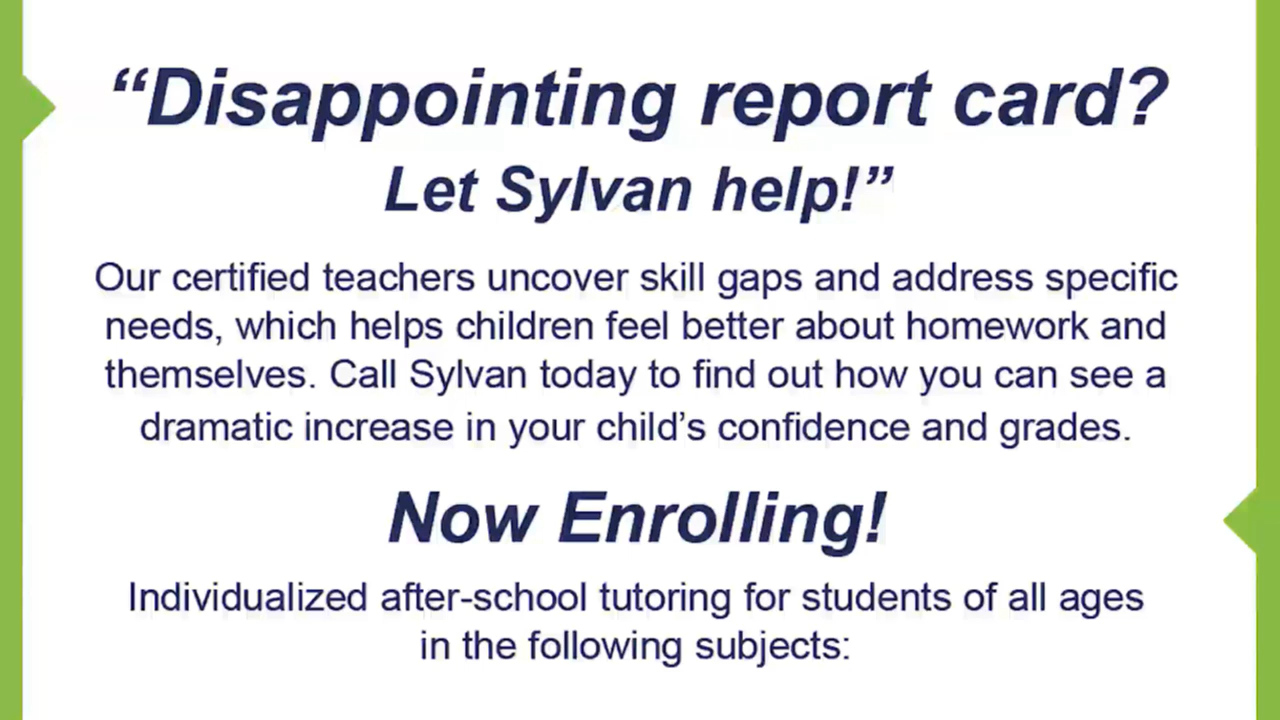 “Disappointing report card?
Let Sylvan help!”
Our certified teachers uncover skill gaps and address specific
needs, which helps children feel better about homework and
themselves. Call Sylvan today to find out how you can see a
dramatic increase in your child’s confidence and grades.
Now Enrolling!
Individualized after-school tutoring for students of all ages
in the following subjects: